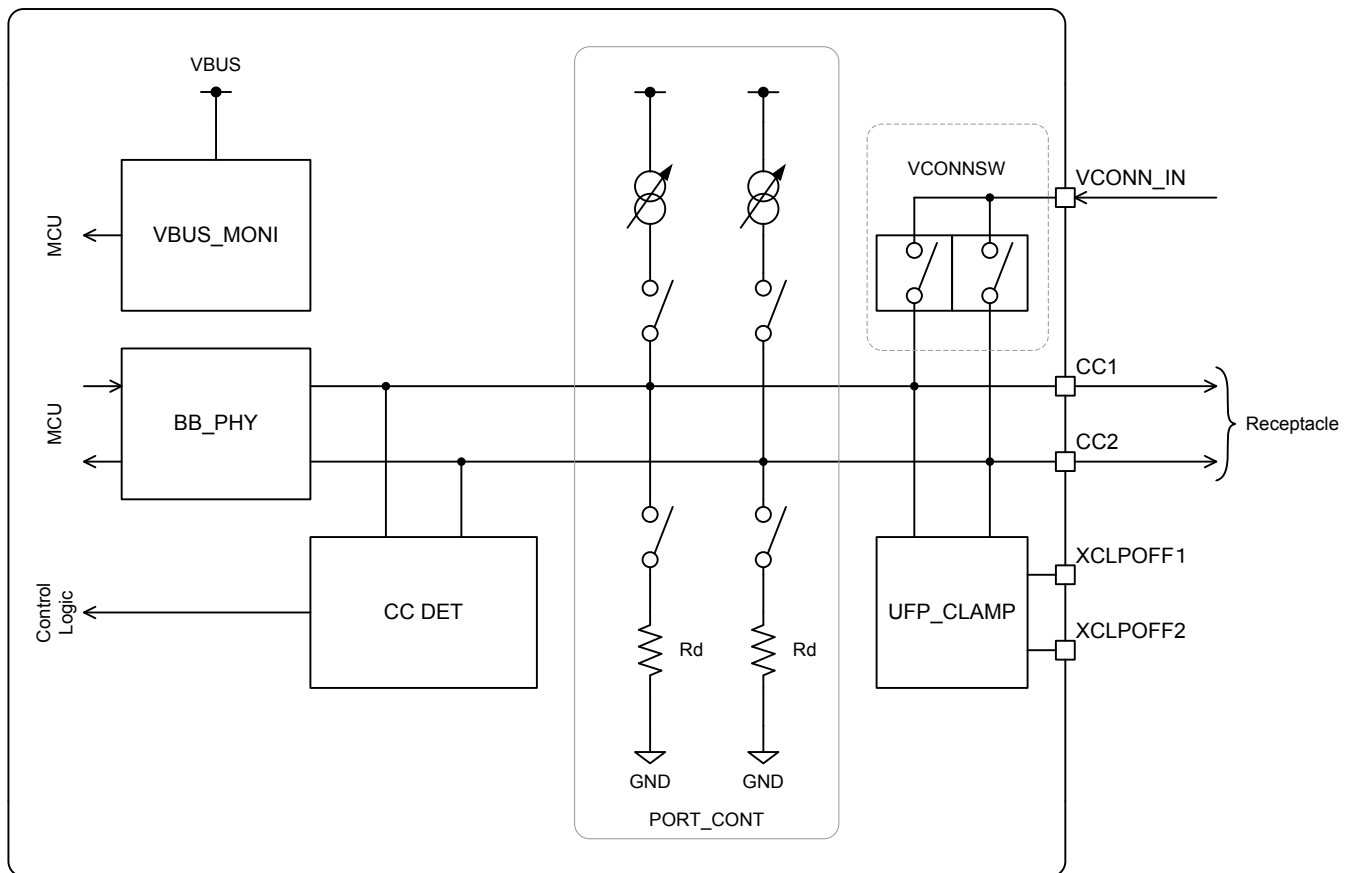 VBUS
VCONNSW
VCONN_IN
MCU
VBUS_MONI
CC1
MCU
BB_PHY
Receptacle
CC2
XCLPOFF1
Control
Logic
CC DET
UFP_CLAMP
XCLPOFF2
Rd
Rd
GND
GND
PORT_CONT